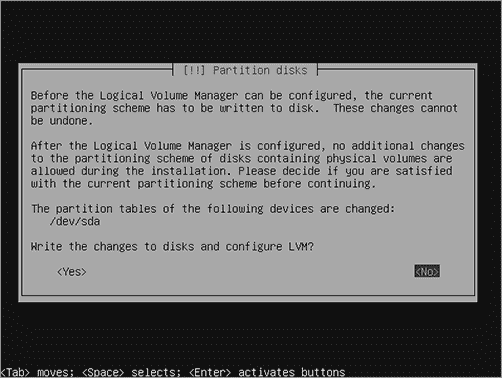 [!!] Partition disks
Before the Logical Volume Manager can be configured, the current
partitioning scheme has to be written to disk.  These changes cannot
be undone.
After the Logical Volume Manager is configured, no additional changes
to the partitioning scheme of disks containing physical volumes are
allowed during the installation. Please decide if you are satisfied
with the current partitioning scheme before continuing.
The partition tables of the following devices are changed:
/dev/sda
Write the changes to disks and configure LVM?
<Yes> <No>
<Tab> moves; <Space> selects; <Enter> activates buttons